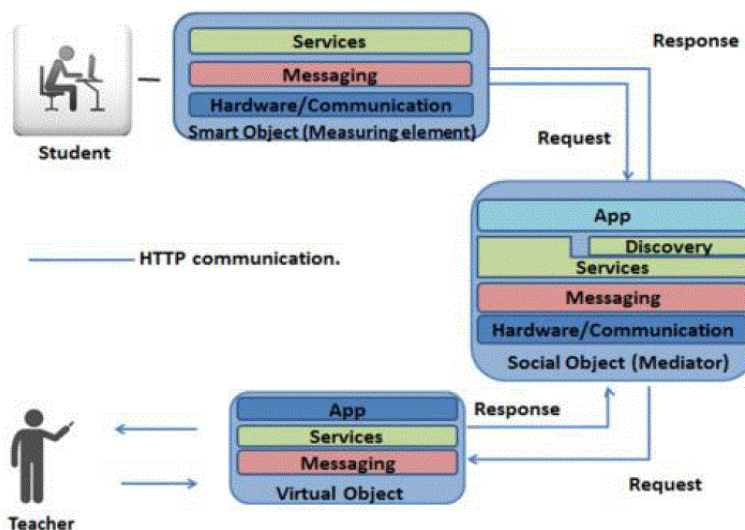 Services
Messaging
Hardware/Communication
Smart Object (Measuring element)
Student
Response
Request
App
Discovery
Services
Messaging
Hardware/Communication
Social Object (Mediator)
HTTP communication.
App
Services
Messaging
Virtual Object
Response
Request
Teacher